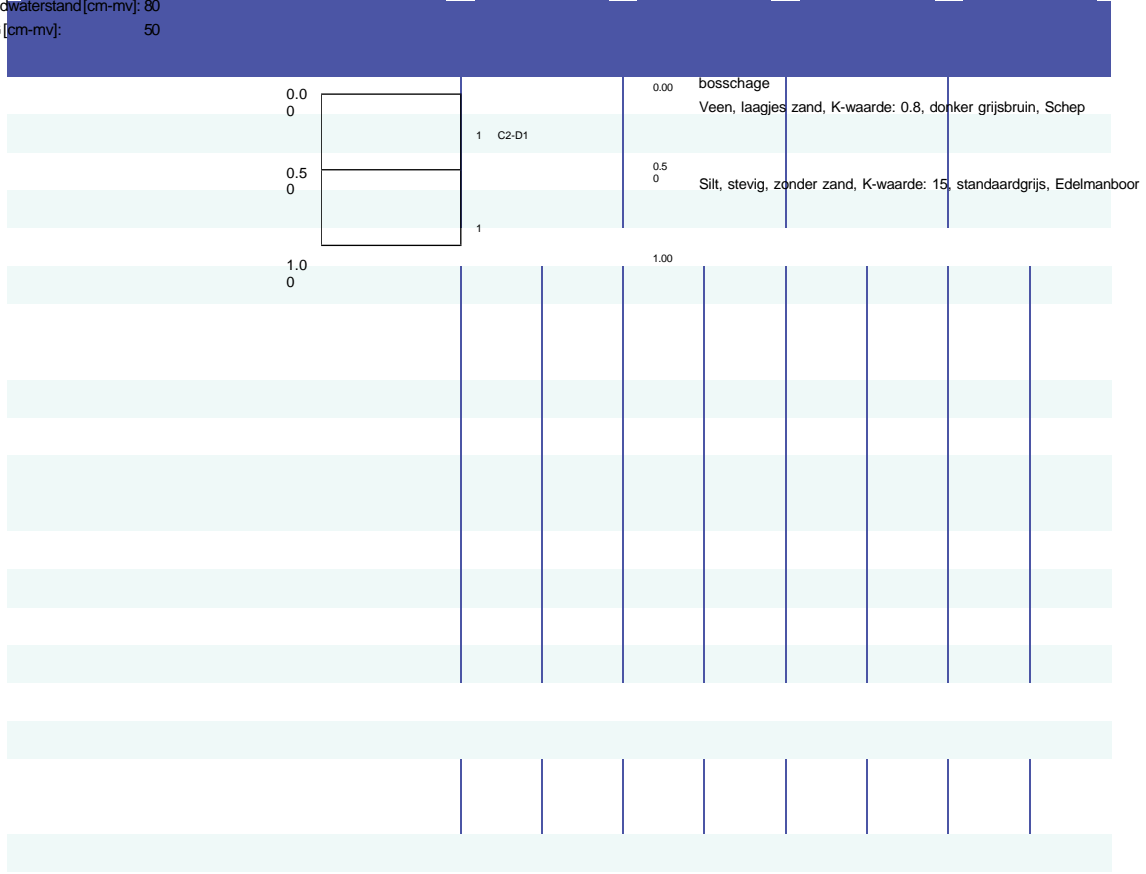 dwaterstand[cm-mv]: 80
[cm-mv]: 50
0.00 bosschage
0.0
0
Veen, laagjes zand, K-waarde: 0.8, donker grijsbruin, Schep
1 C2-D1
0.5
0
0.5
0
Silt, stevig, zonder zand, K-waarde: 15, standaardgrijs, Edelmanboor
1
1.00
1.0
0